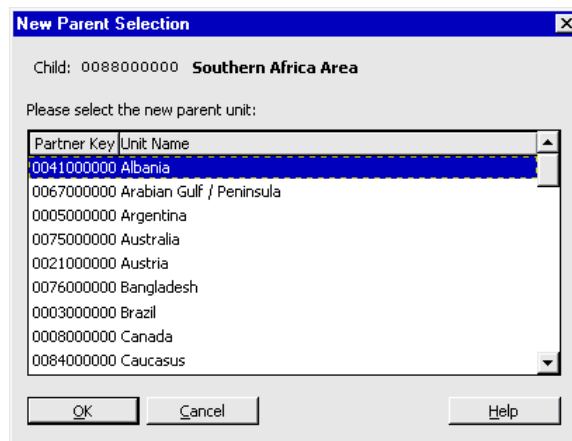 New Parent Selection
Child: 0088000000 Southern Africa Area
Please select the new parent unit:
Partner Key Unit Name
0041000000 Albania
0067000000 Arabian Gulf / Peninsula
0005000000 Argentina
0075000000 Australia
0021000000 Austria
0076000000 Bangladesh
0003000000 Brazil
0008000000 Canada
0084000000 Caucasus
OK Cancel Help